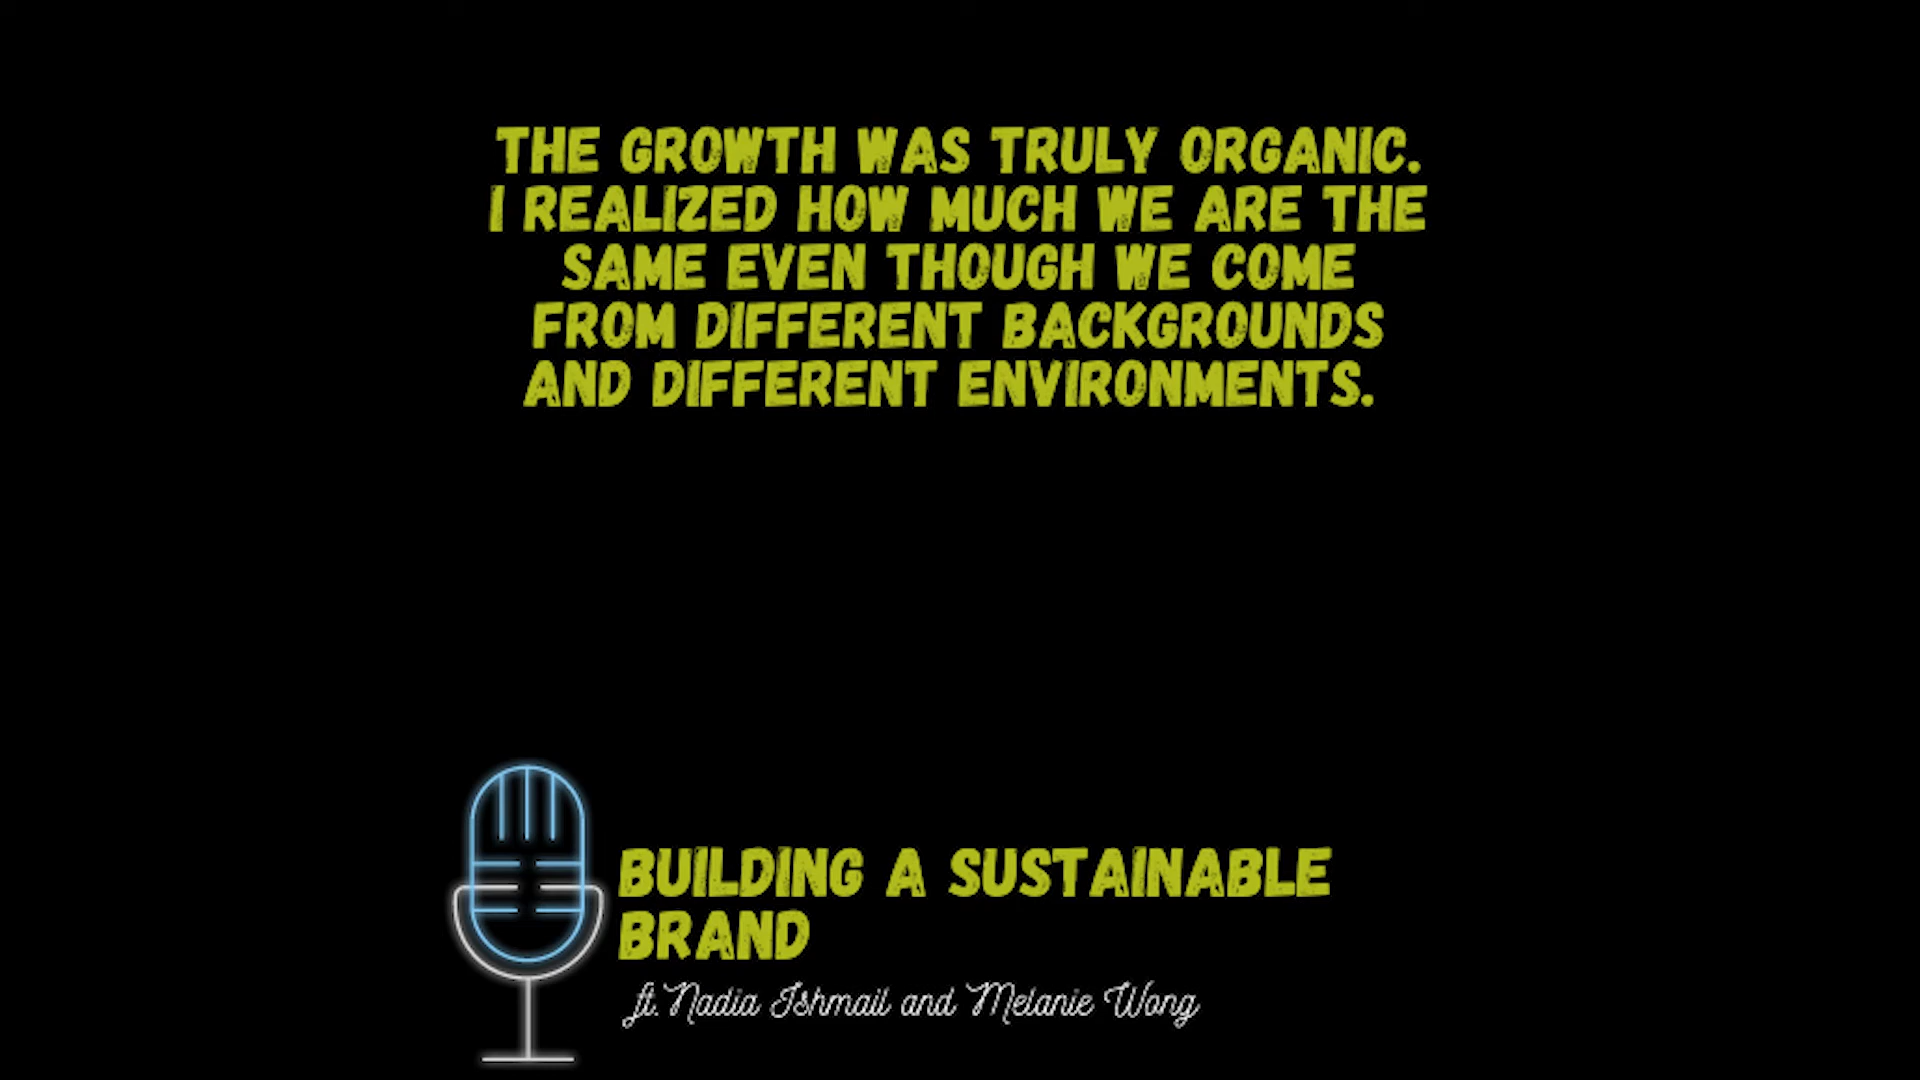 THE GROWTH WAS TRULY ORGANIC.
I REALIZED HOW MUCH WE ARE THE
SAME EVEN THOUGH WE COME
FROM DIFFERENT BACKGROUNDS
AND DIFFERENT ENVIRONMENTS.
BUILDING A SUSTAINABLE
BRAND
ft. Nadia Ishmail and Melanie Wong